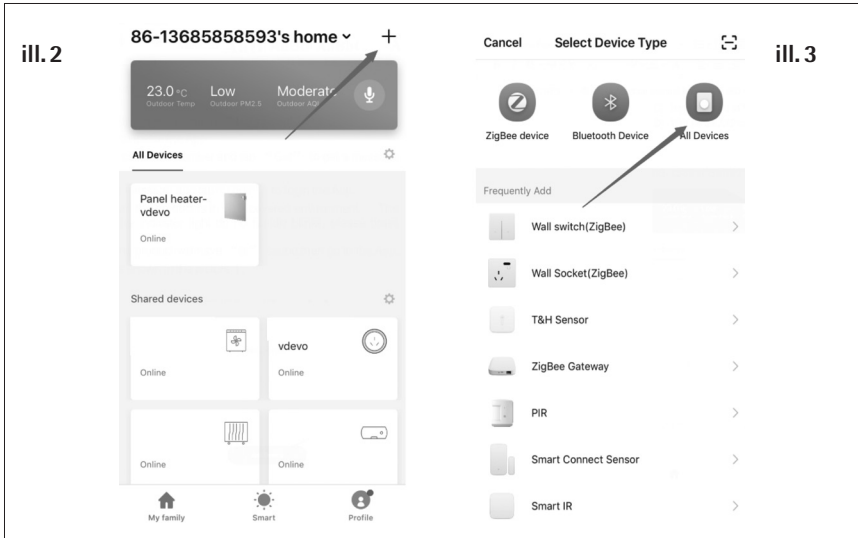 ill.2
86-13685858593's home
23.0 °C Low Moderate
Outdoor Temp Outdoor PM2.5 Outdoor AQI
All Devices
Panel heater-
vdevo
Online
Shared devices
vdevo
Online Online
Online Online
My family Smart Profile
ill.3
Cancel Select Device Type
ZigBee device Bluetooth Device All Devices
Frequently Add
Wall switch(ZigBee)
Wall Socket(ZigBee)
T&H Sensor
ZigBee Gateway
PIR
Smart Connect Sensor
Smart IR